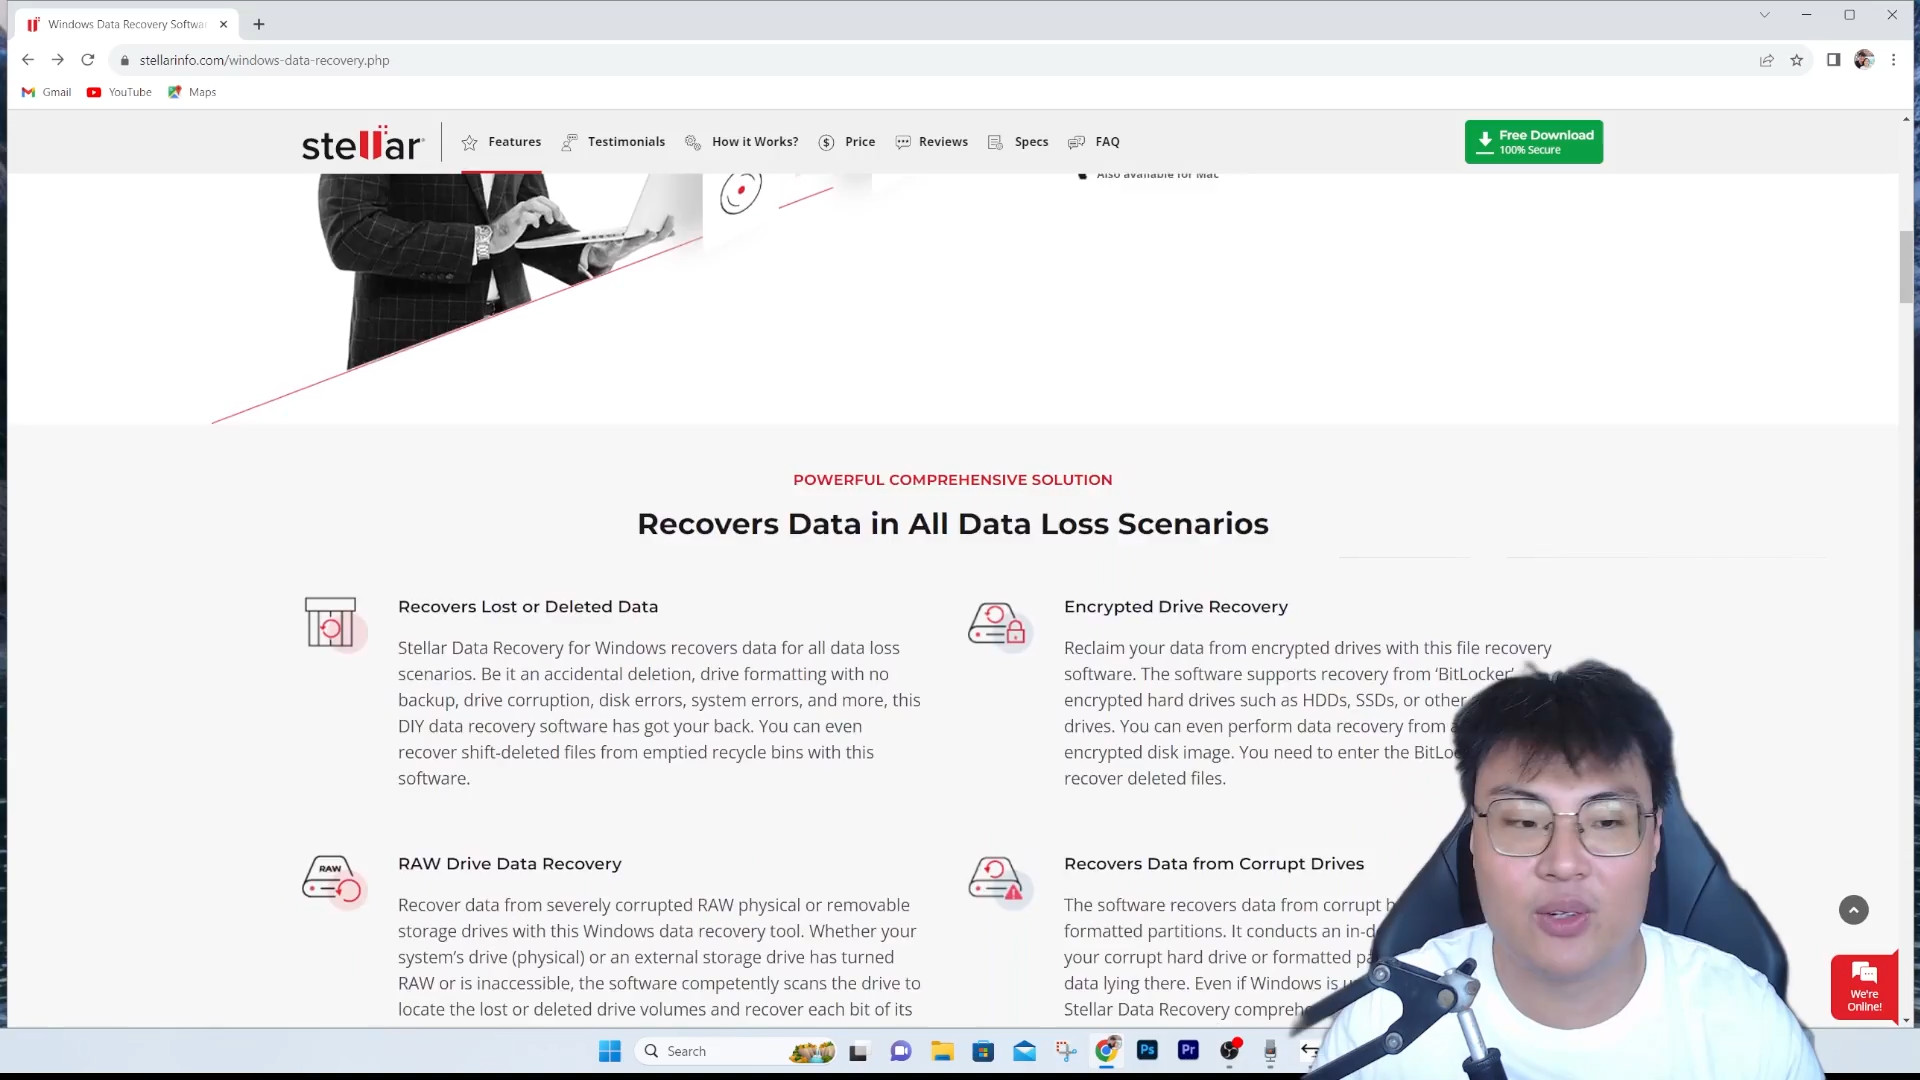 Windows Data Recovery Softwa
stellarinfo.com/windows-data-recovery.php
Gmail
YouTube
Maps
stellar
Features
Testimonials
How it Works?
Price
Reviews
Specs
FAQ
Free Download
100% Secure
Also available for Mac
POWERFUL COMPREHENSIVE SOLUTION
Recovers Data in All Data Loss Scenarios
Recovers Lost or Deleted Data
Stellar Data Recovery for Windows recovers data for all data loss
scenarios. Be it an accidental deletion, drive formatting with no
backup, drive corruption, disk errors, system errors, and more, this
DIY data recovery software has got your back. You can even
recover shift-deleted files from emptied recycle bins with this
software.
Encrypted Drive Recovery
Reclaim your data from encrypted drives with this file recovery
software. The software supports recovery from ‘BitLocker’
encrypted hard drives such as HDDs, SSDs, or other
drives. You can even perform data recovery from
encrypted disk image. You need to enter the
recover deleted files.
RAW
RAW Drive Data Recovery
Recover data from severely corrupted RAW physical or removable
storage drives with this Windows data recovery tool. Whether your
system’s drive (physical) or an external storage drive has turned
RAW or is inaccessible, the software competently scans the drive to
locate the lost or deleted drive volumes and recover each bit of its
Recovers Data from Corrupt Drives
The software recovers data from corrupt
formatted partitions. It conducts an
your corrupt hard drive or formatted
data lying there. Even if Windows is
Stellar Data Recovery
We're
Online!
Search
Ps
Pr